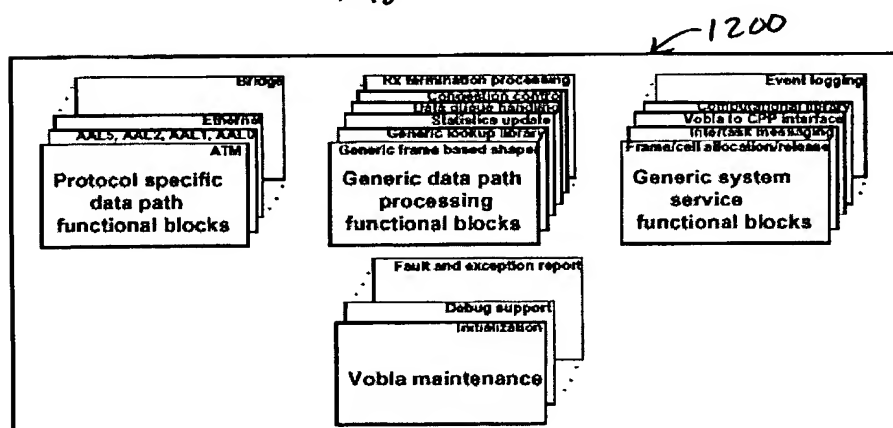 1200
Bridge
Ethernet
AAL5, AAL2, AAL1, AAL0
ATM
Protocol specific
data path
functional blocks
Rx termination processing
Congestion control
Data queue handling
Statistics update
Generic lookup library
Generic frame based shaper
Generic data path
processing
functional blocks
Event logging
Computational library
Vobla to CPP interface
Intertask messaging
Frame/cell allocation/release
Generic system
service
functional blocks
Fault and exception report
Debug support
Initialization
Vobla maintenance